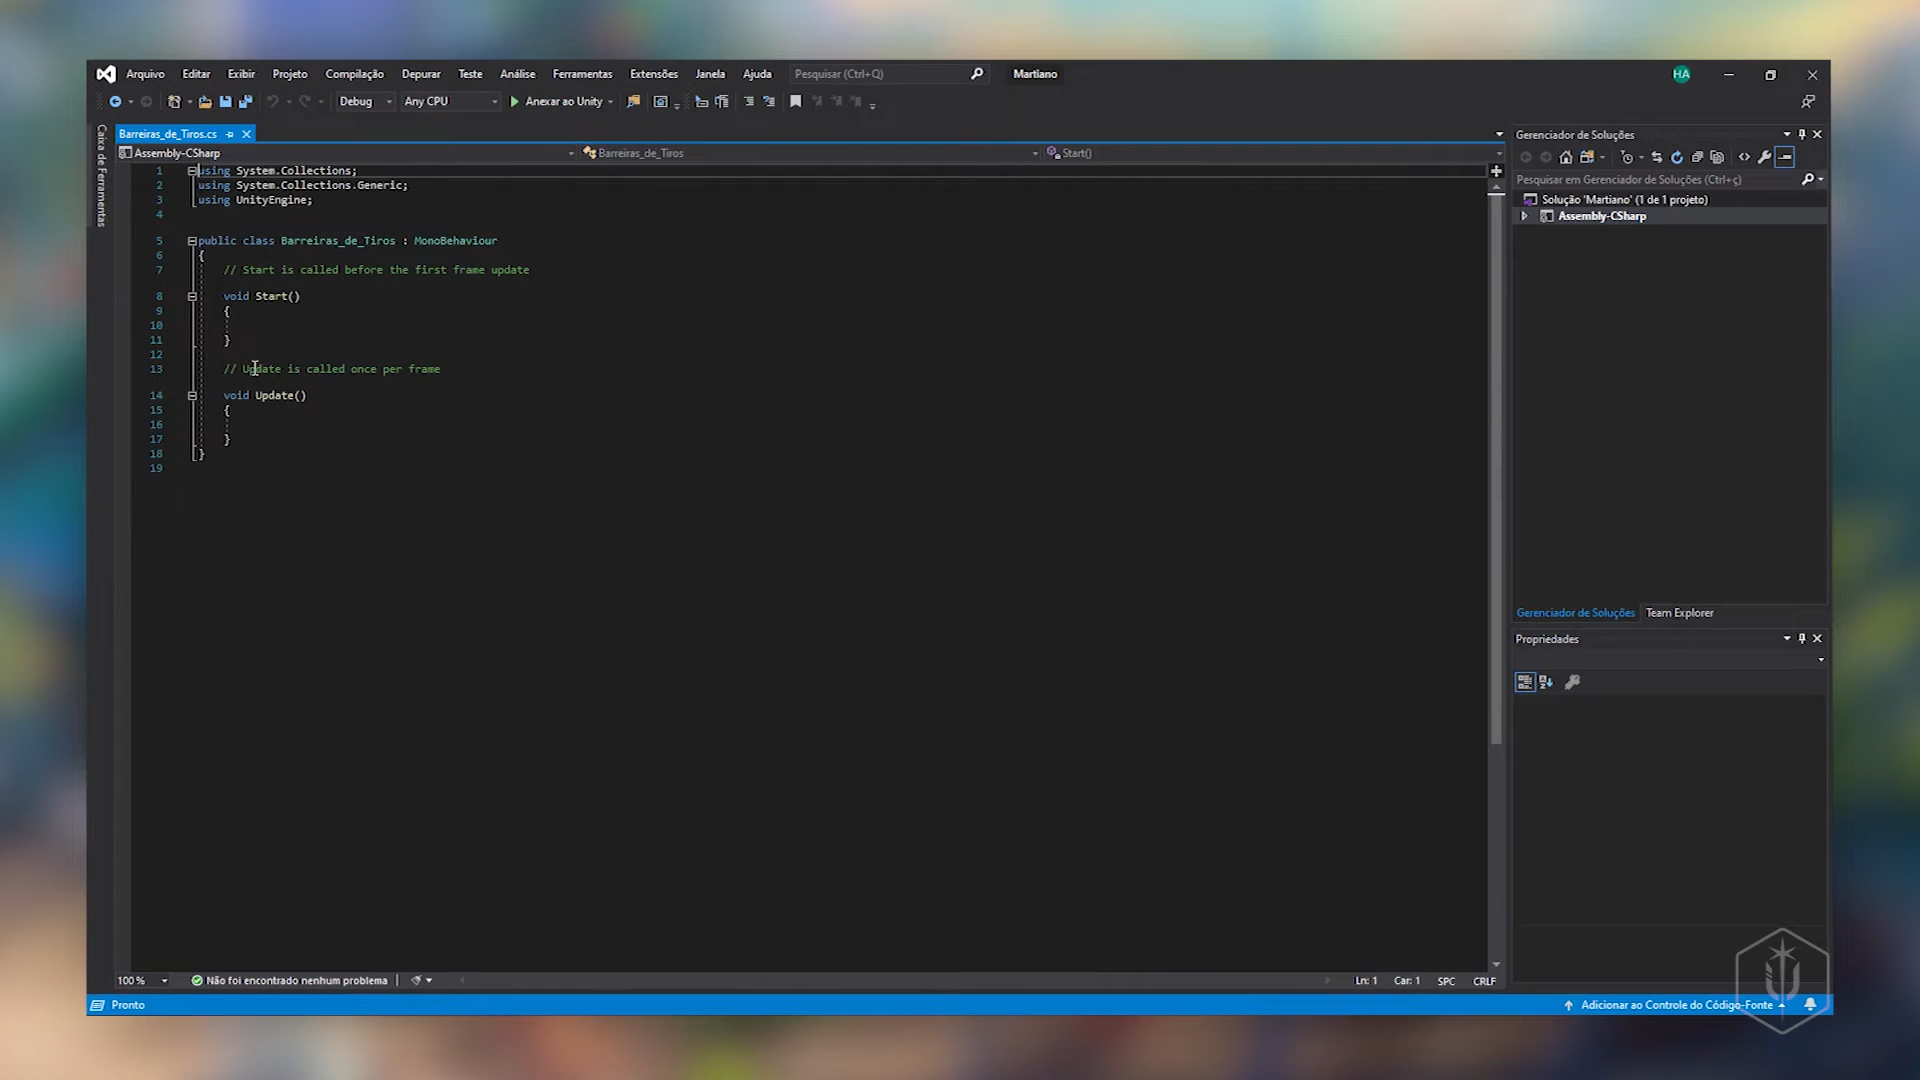 Arquivo Editar Exibir Projeto Compilação Depurar Teste Análise Ferramentas Extensões Janela Ajuda Pesquisar (Ctrl+Q) Martiano HA
Debug Any CPU Anexar ao Unity
Caixa de Ferramentas
Barreiras_de_Tiros.cs
Assembly-CSharp Barreiras_de_Tiros Start()
1 using System.Collections;
2 using System.Collections.Generic;
3 using UnityEngine;
4
5 public class Barreiras_de_Tiros : MonoBehaviour
6 {
7 // Start is called before the first frame update
8 void Start()
9 {
10
11 }
12
13 // Update is called once per frame
14 void Update()
15 {
16
17 }
18 }
19
100 % Não foi encontrado nenhum problema Ln: 1 Car: 1 SPC CRLF
Gerenciador de Soluções
Pesquisar em Gerenciador de Soluções (Ctrl+ç)
Solução 'Martiano' (1 de 1 projeto)
Assembly-CSharp
Gerenciador de Soluções Team Explorer
Propriedades
Pronto Adicionar ao Controle do Código-Fonte